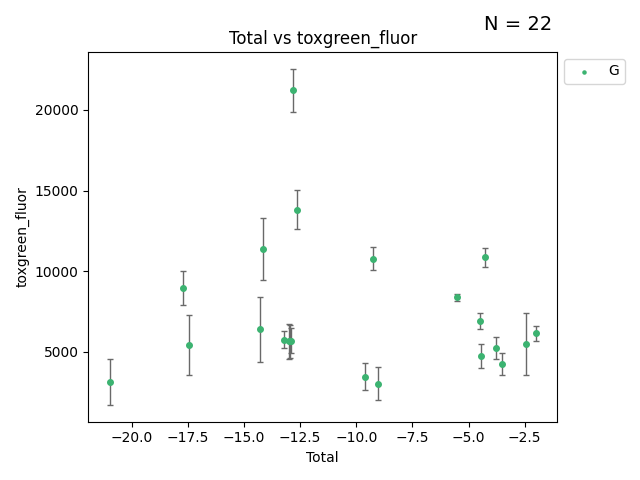 N = 22
Total vs toxgreen_fluor
G
20000
15000
10000
5000
toxgreen_fluor
−20.0 −17.5 −15.0 −12.5 −10.0 −7.5 −5.0 −2.5
Total